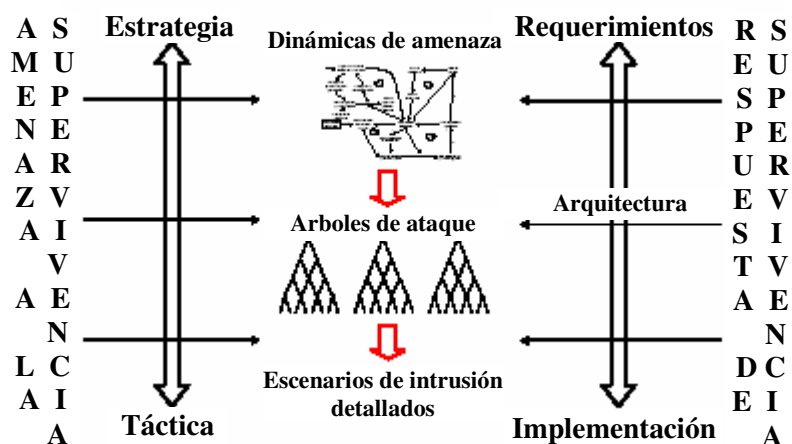 AMENAZA A LA
SUPERVIVENCIA
Estrategia
Táctica
Dinámicas de amenaza
Arboles de ataque
Escenarios de intrusión
detallados
Requerimientos
Arquitectura
Implementación
RESPUESTA DE
SUPERVIVENCIA